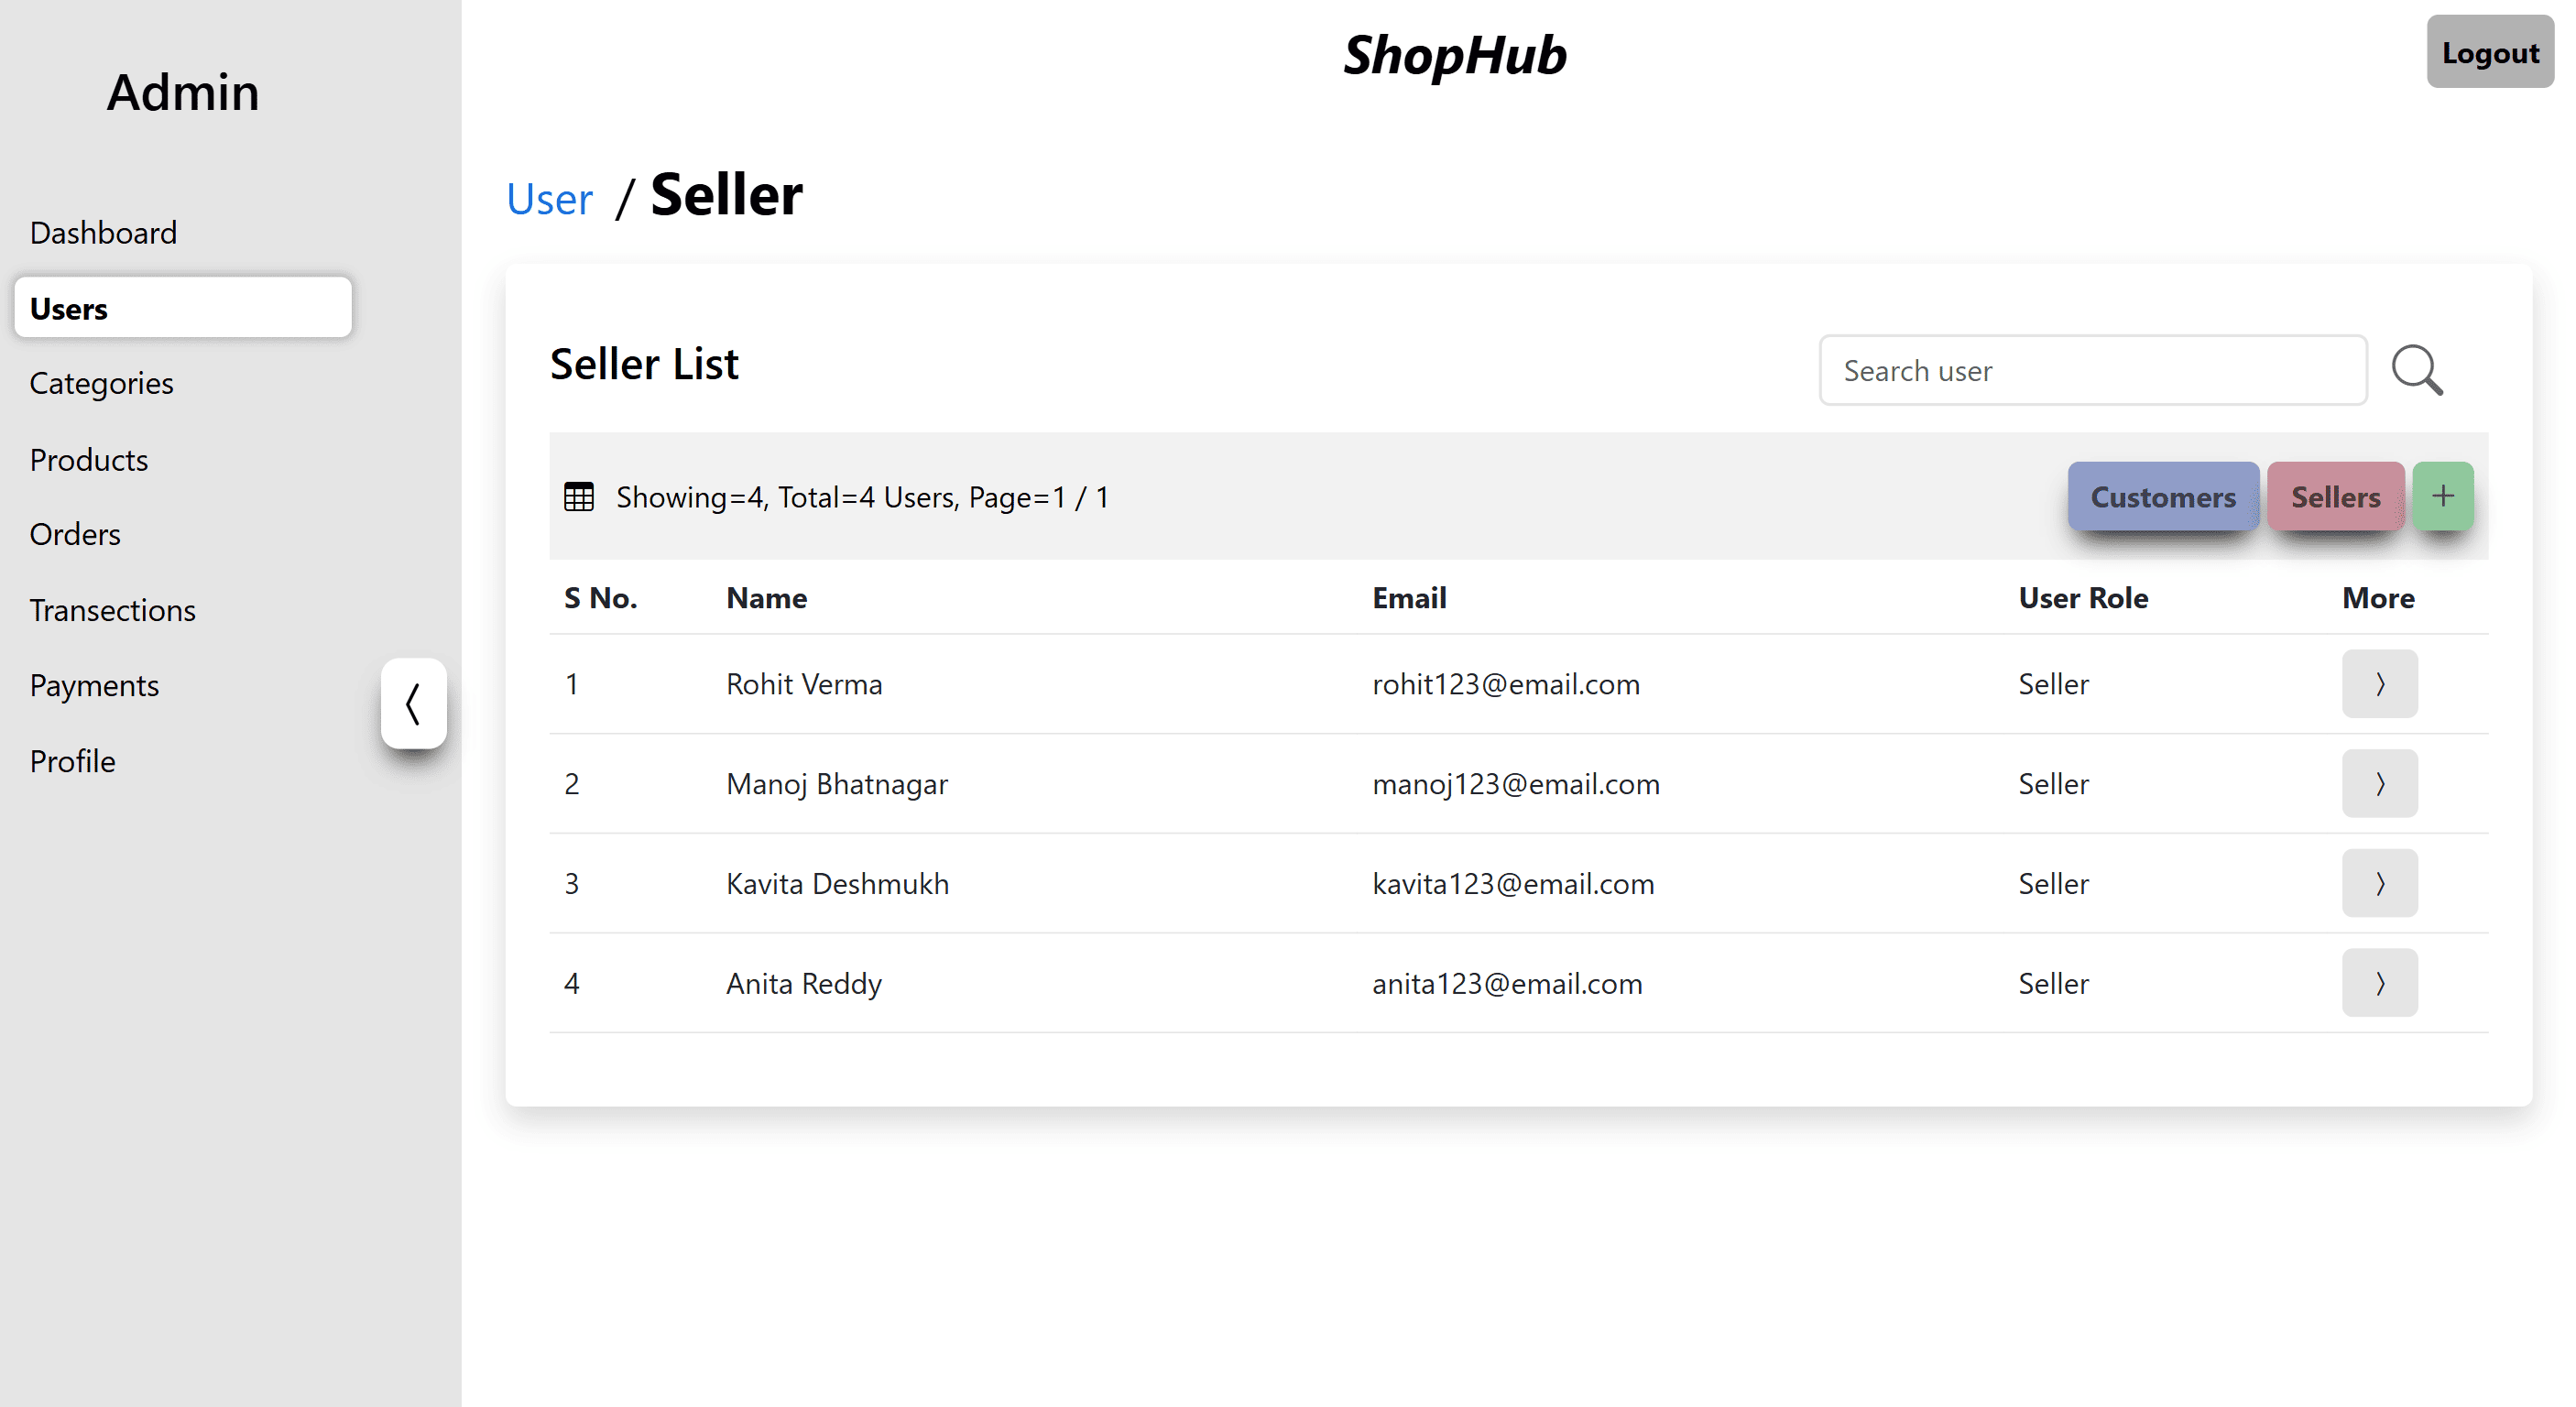 Admin
Dashboard
Users
Categories
Products
Orders
Transections
Payments
Profile
ShopHub
Logout
User / Seller
Seller List
Search user
Showing=4, Total=4 Users, Page=1 / 1
Customers Sellers +
S No. Name Email User Role More
1 Rohit Verma rohit123@email.com Seller
2 Manoj Bhatnagar manoj123@email.com Seller
3 Kavita Deshmukh kavita123@email.com Seller
4 Anita Reddy anita123@email.com Seller